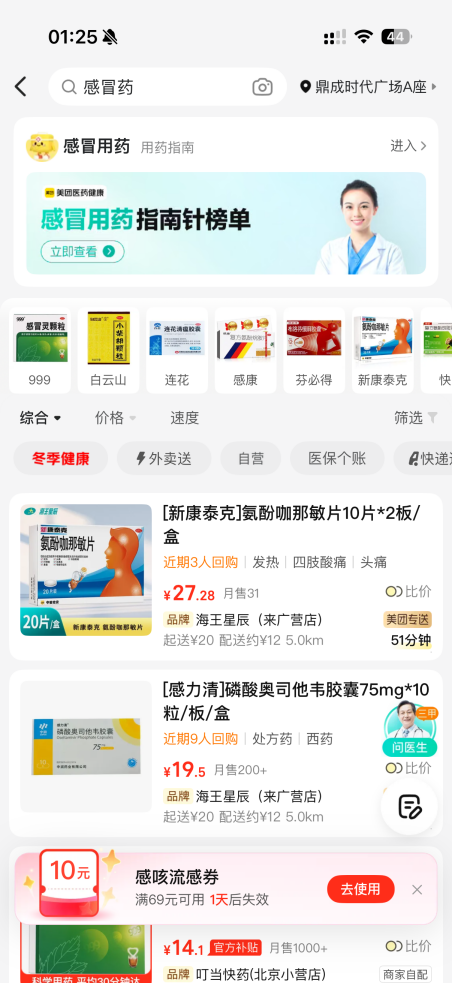 01:25
44
感冒药
鼎成时代广场A座
感冒用药 用药指南
进入
美团 美团医药健康
感冒用药指南针榜单
立即查看
999
感冒灵颗粒
小柴胡颗粒
连花清瘟胶囊
氨酚咖那敏片
999
白云山
连花
感康
芬必得
新康泰克
快
综合
价格
速度
筛选
冬季健康
外卖送
自营
医保个账
快递
海王星辰
新康泰克
氨酚咖那敏片
20片/盒
新康泰克 氨酚咖那敏片
[新康泰克]氨酚咖那敏片10片*2板/
盒
近期3人回购 发热 四肢酸痛 头痛
¥27.28 月售31
比价
品牌 海王星辰（来广营店）
美团专送
起送¥20 配送约¥12 5.0km
51分钟
磷酸奥司他韦胶囊
75mg
[感力清]磷酸奥司他韦胶囊75mg*10
粒/板/盒
三甲
问医生
近期9人回购 处方药 西药
¥19.5 月售200+
比价
品牌 海王星辰（来广营店）
起送¥20 配送约¥12 5.0km
10元
感咳流感券
满69元可用 1天后失效
去使用
¥14.1 官方补贴 月售1000+
比价
科学用药 平均30分钟达
品牌 叮当快药(北京小营店)
商家自配